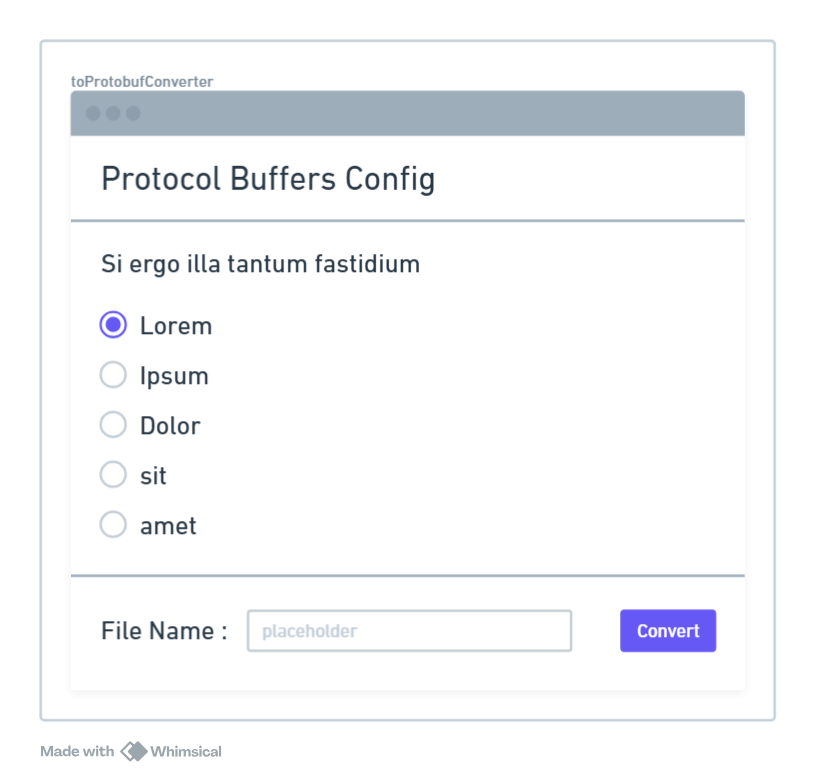 toProtobufConverter
Protocol Buffers Config
Si ergo illa tantum fastidium
Lorem
Ipsum
Dolor
sit
amet
File Name : placeholder Convert
Made with Whimsical